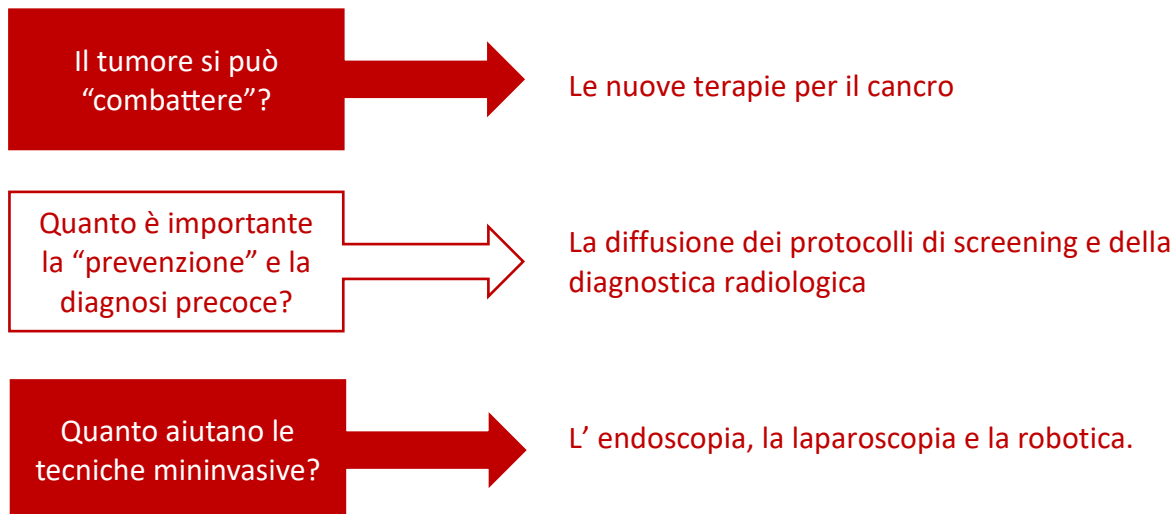 Il tumore si può
“combattere”?
Le nuove terapie per il cancro
Quanto è importante
la “prevenzione” e la
diagnosi precoce?
La diffusione dei protocolli di screening e della
diagnostica radiologica
Quanto aiutano le
tecniche mininvasive?
L’ endoscopia, la laparoscopia e la robotica.